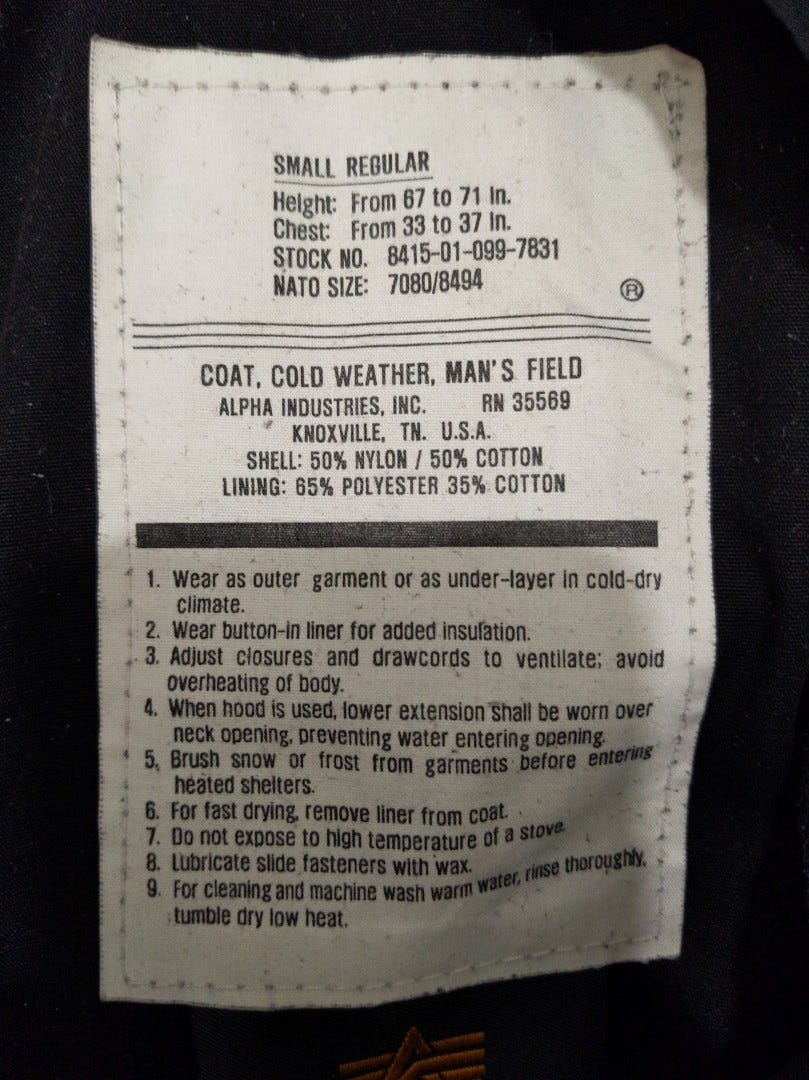 SMALL REGULAR
Height: From 67 to 71 In.
Chest: From 33 to 37 In.
STOCK NO. 8415-01-099-7831
NATO SIZE: 7080/8494
®
COAT, COLD WEATHER, MAN'S FIELD
ALPHA INDUSTRIES, INC. RN 35569
KNOXVILLE, TN. U.S.A.
SHELL: 50% NYLON / 50% COTTON
LINING: 65% POLYESTER 35% COTTON
1. Wear as outer garment or as under-layer in cold-dry
climate.
2. Wear button-in liner for added insulation.
3. Adjust closures and drawcords to ventilate; avoid
overheating of body.
4. When hood is used, lower extension shall be worn over
neck opening, preventing water entering opening.
5. Brush snow or frost from garments before entering
heated shelters.
6. For fast drying, remove liner from coat.
7. Do not expose to high temperature of a stove.
8. Lubricate slide fasteners with wax.
9. For cleaning and machine wash warm water, rinse thoroughly,
tumble dry low heat.